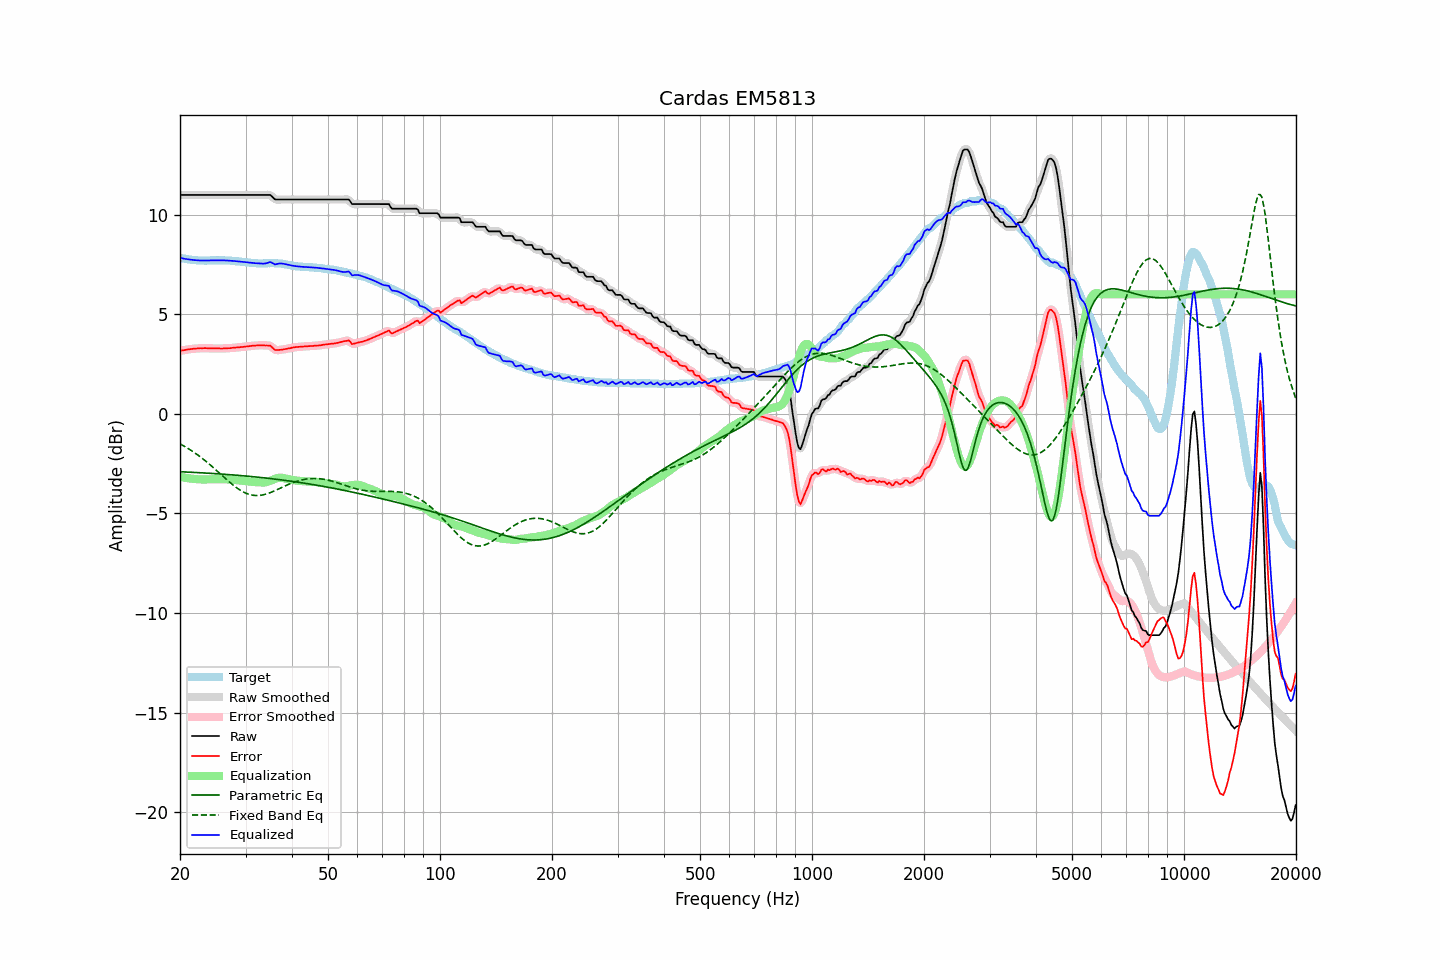 Cardas EM5813
Amplitude (dBr)
10
5
0
−5
−10
−15
−20
Target
Raw Smoothed
Error Smoothed
Raw
Error
Equalization
Parametric Eq
Fixed Band Eq
Equalized
20
50
100
200
500
1000
2000
5000
10000
20000
Frequency (Hz)